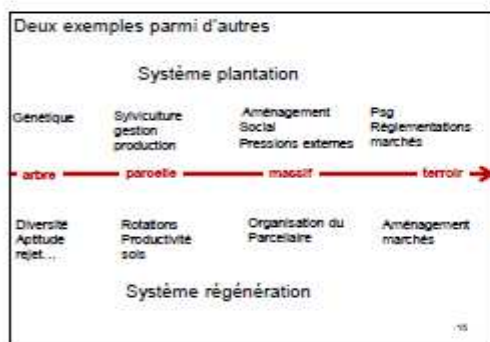 Deux exemples parmi d'autres
Système plantation
Génétique
Sylviculture
gestion
production
Aménagement
Social
Pressions externes
Psg
Réglementations
marchés
arbre parcelle massif terroir
Diversité
Aptitude
rejet...
Rotations
Productivité
sols
Organisation du
Parcellaire
Aménagement
marchés
Système régénération